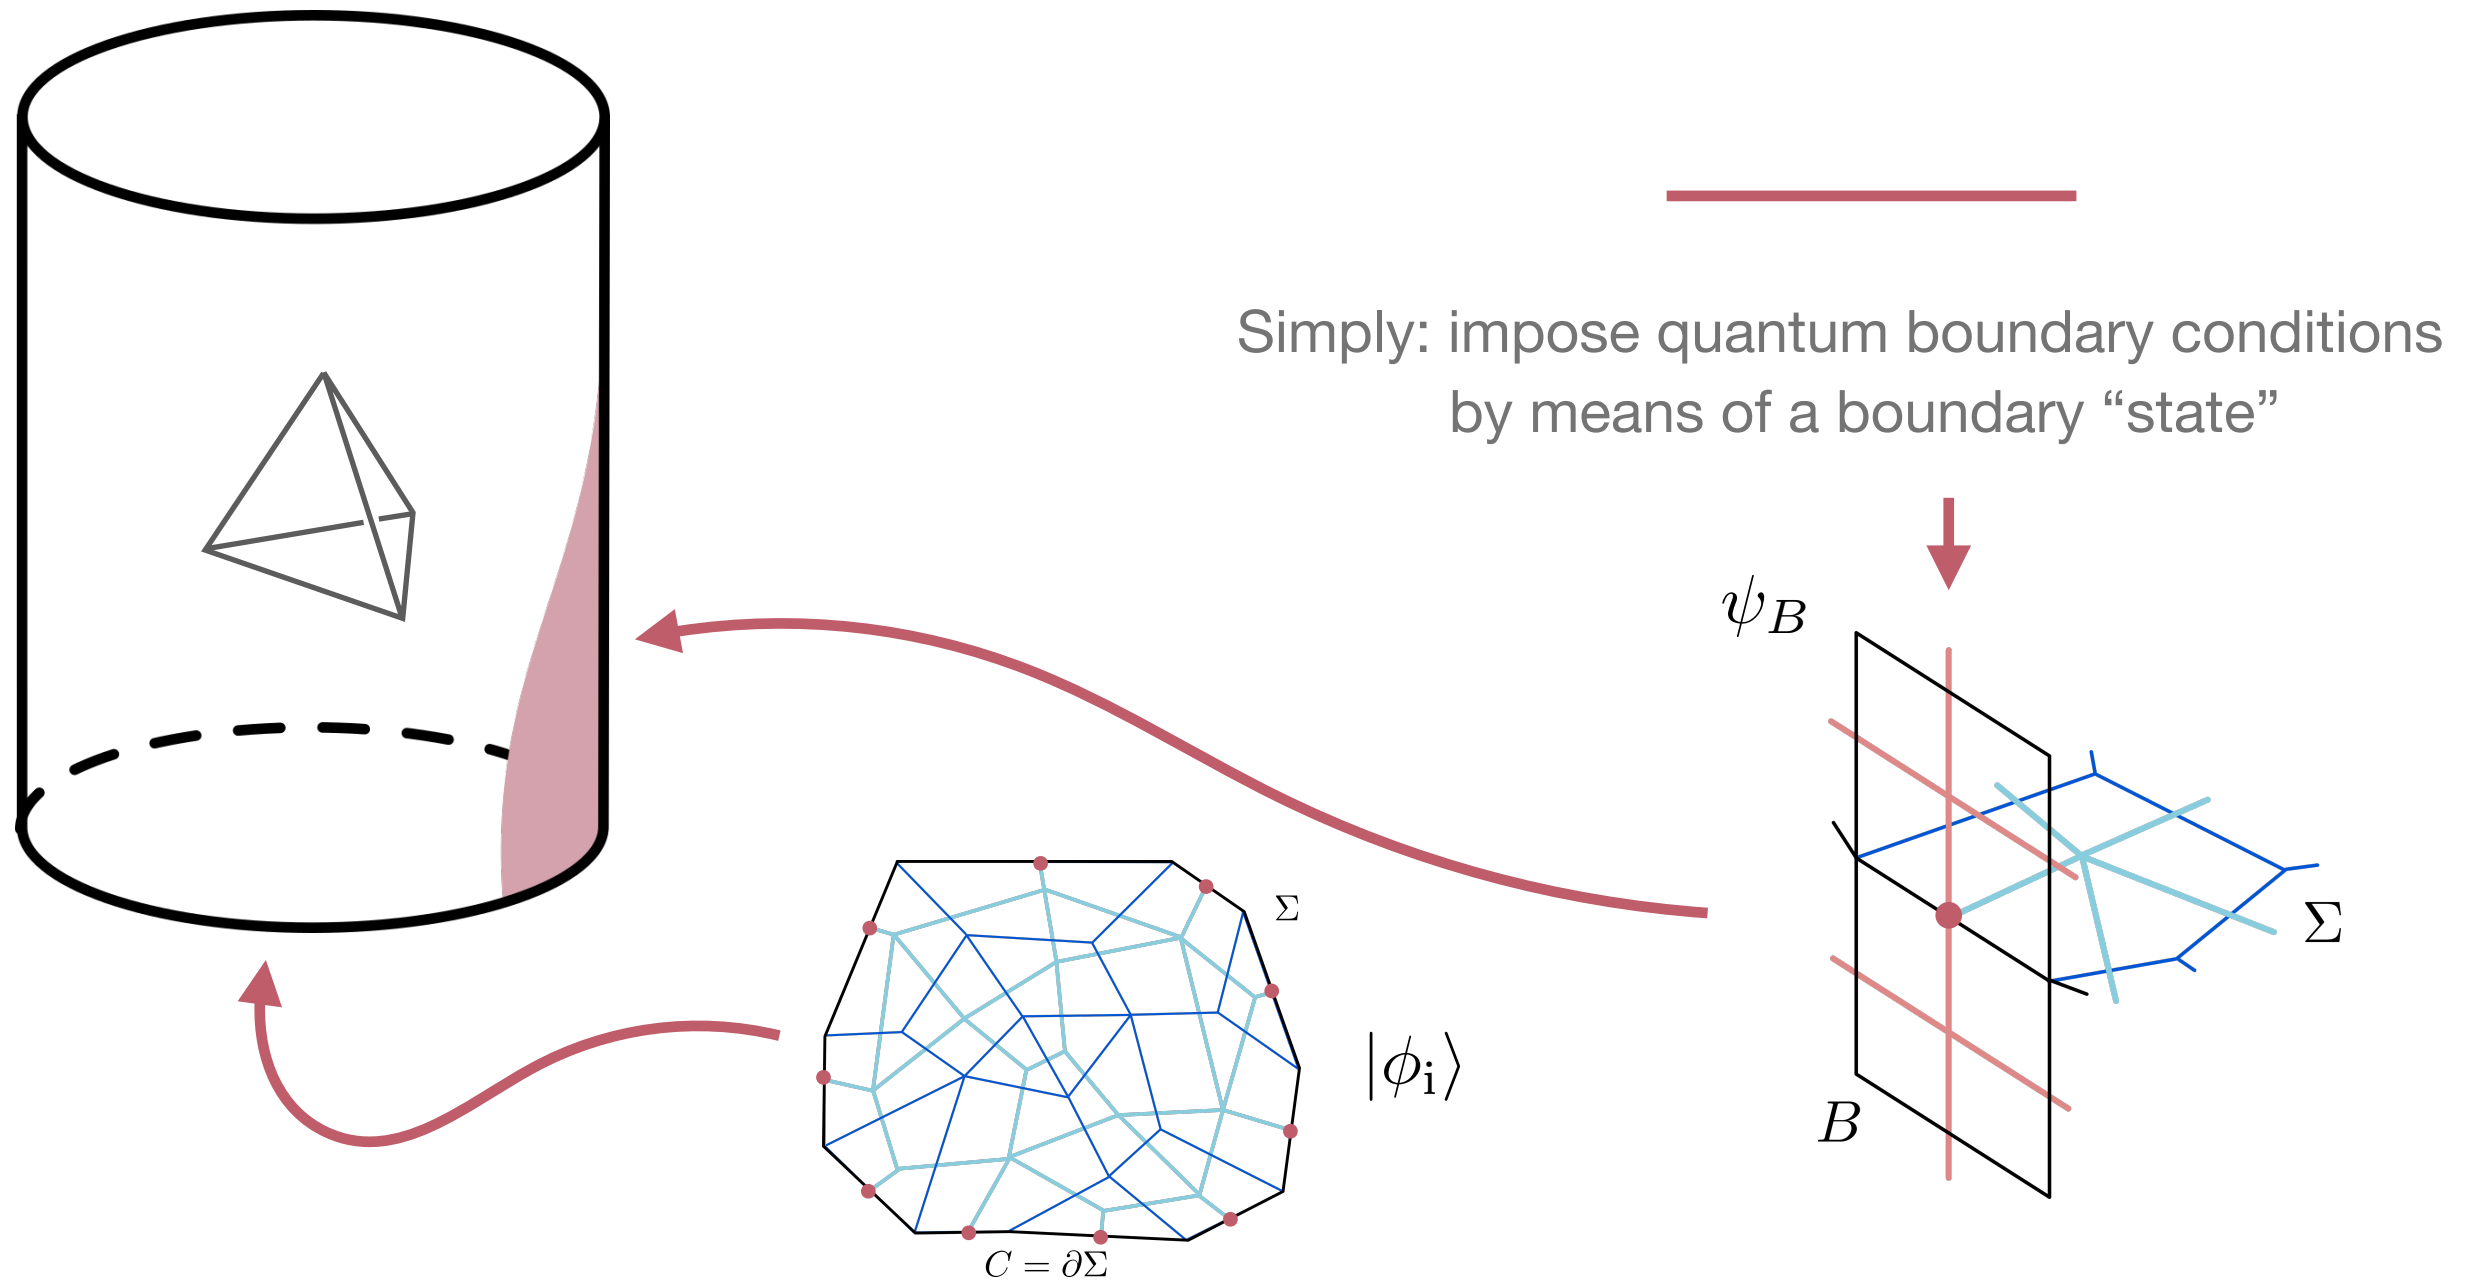 Simply: impose quantum boundary conditions
by means of a boundary “state”
ψ_B
Σ
Σ
|ϕ_i⟩
B
C = ∂Σ